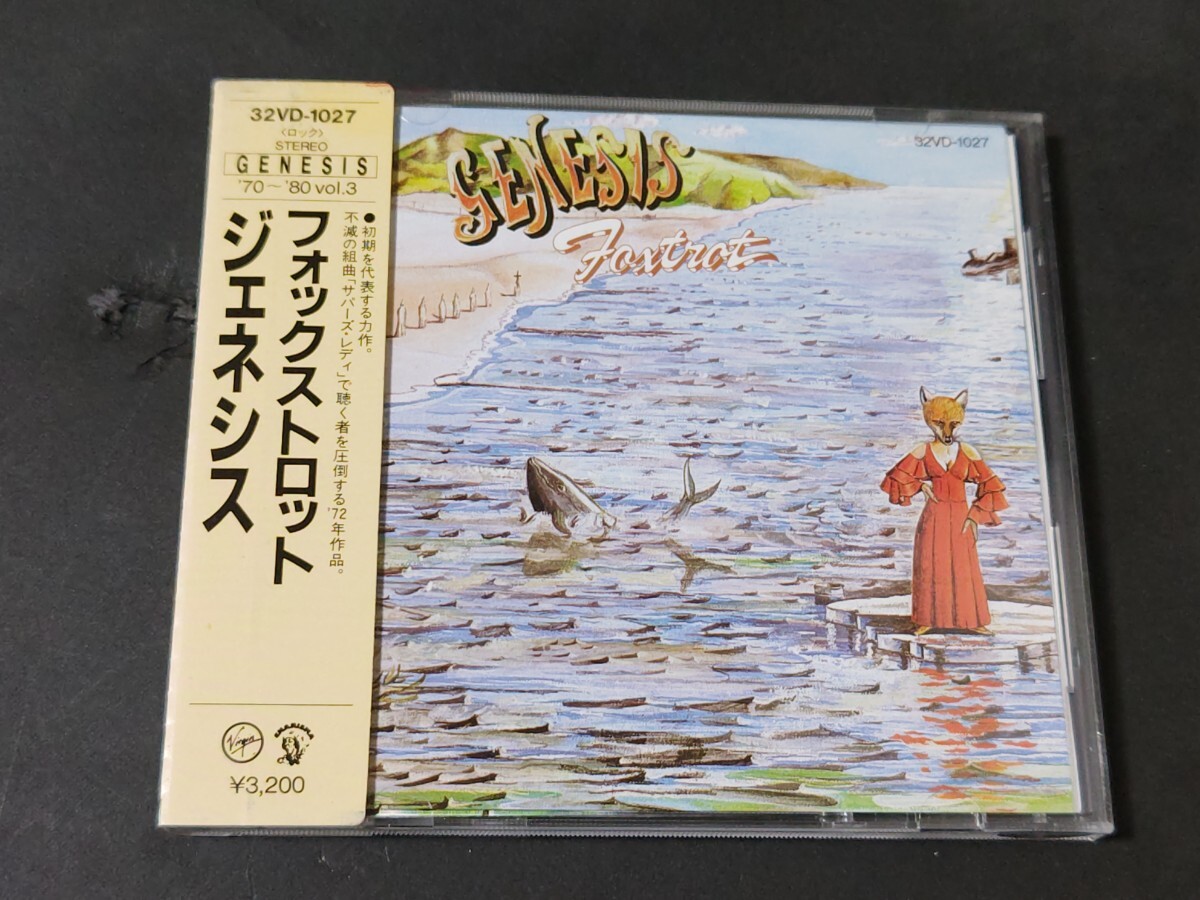 32VD-1027
〈ロック〉
STEREO
GENESIS
'70~'80 vol.3
●初期を代表する力作。
不滅の組曲「サパーズ・レディ」で聴く者を圧倒する'72年作品。
フォックストロット
ジェネシス
Virgin
CHARISMA
¥3,200
GENESIS
Foxtrot
32VD-1027